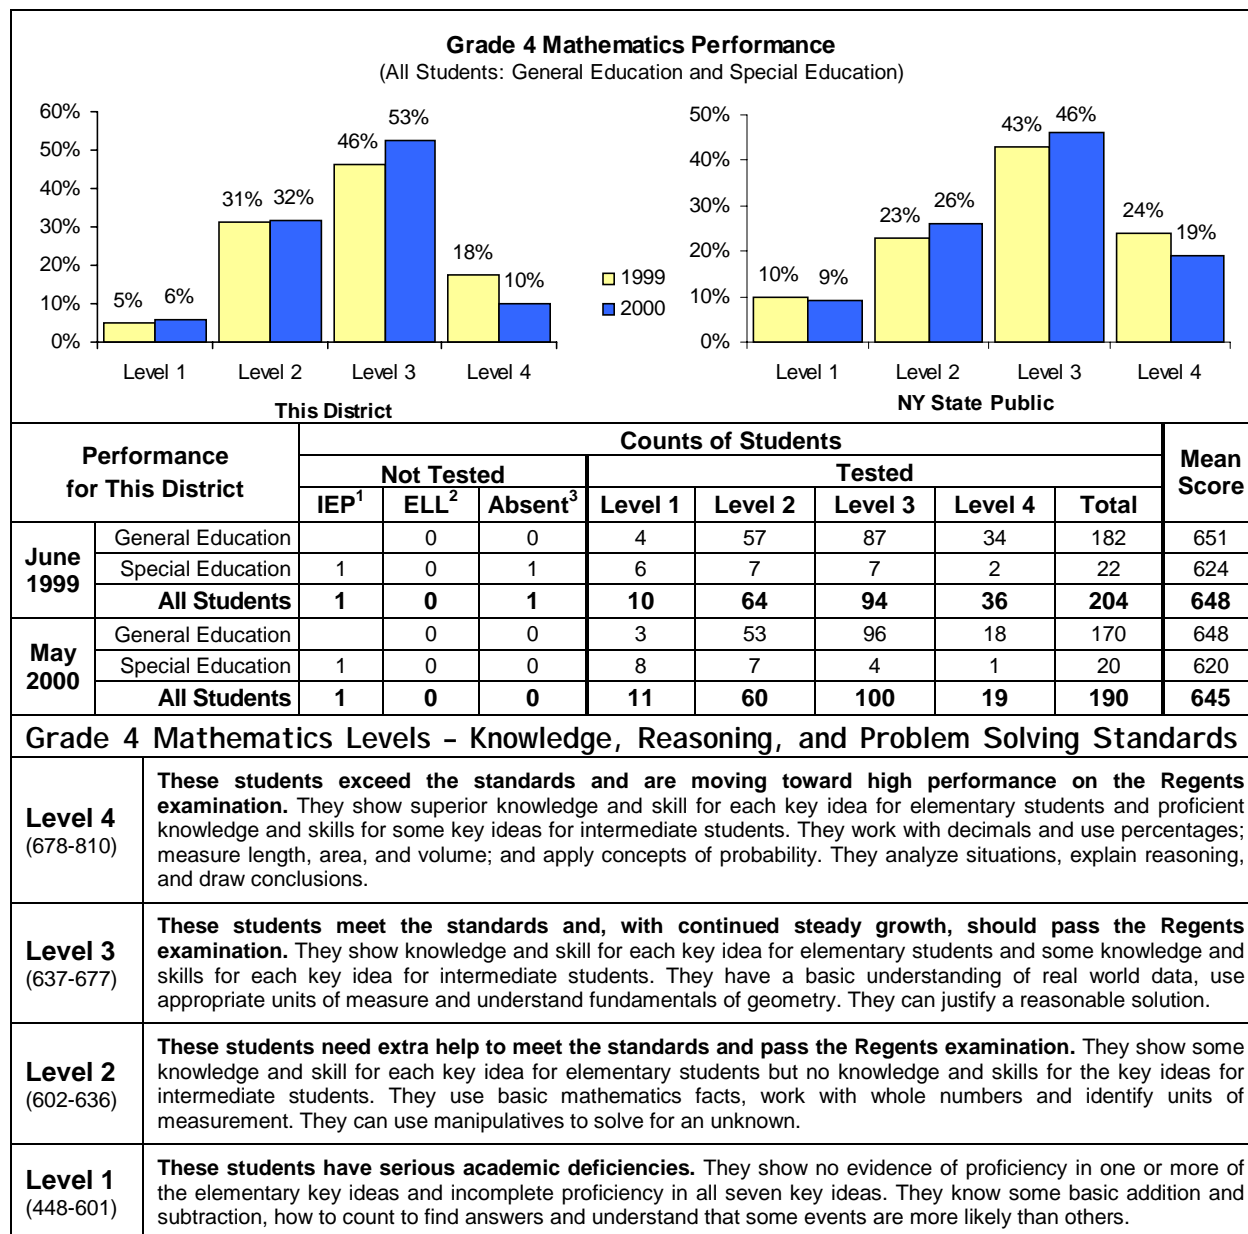 Grade 4 Mathematics Performance
(All Students: General Education and Special Education)
60%
50%
40%
30%
20%
10%
0%
5%
6%
31%
32%
46%
53%
18%
10%
Level 1 Level 2 Level 3 Level 4
This District
1999
2000
50%
40%
30%
20%
10%
0%
10%
9%
23%
26%
43%
46%
24%
19%
Level 1 Level 2 Level 3 Level 4
NY State Public
Performance for This District
Counts of Students
Mean Score
Not Tested Tested
IEP1 ELL2 Absent3 Level 1 Level 2 Level 3 Level 4 Total
June 1999
General Education 0 0 4 57 87 34 182 651
Special Education 1 0 1 6 7 7 2 22 624
All Students 1 0 1 10 64 94 36 204 648
May 2000
General Education 0 0 3 53 96 18 170 648
Special Education 1 0 0 8 7 4 1 20 620
All Students 1 0 0 11 60 100 19 190 645
Grade 4 Mathematics Levels – Knowledge, Reasoning, and Problem Solving Standards
Level 4
(678-810)
These students exceed the standards and are moving toward high performance on the Regents
examination. They show superior knowledge and skill for each key idea for elementary students and proficient
knowledge and skills for some key ideas for intermediate students. They work with decimals and use percentages;
measure length, area, and volume; and apply concepts of probability. They analyze situations, explain reasoning,
and draw conclusions.
Level 3
(637-677)
These students meet the standards and, with continued steady growth, should pass the Regents
examination. They show knowledge and skill for each key idea for elementary students and some knowledge and
skills for each key idea for intermediate students. They have a basic understanding of real world data, use
appropriate units of measure and understand fundamentals of geometry. They can justify a reasonable solution.
Level 2
(602-636)
These students need extra help to meet the standards and pass the Regents examination. They show some
knowledge and skill for each key idea for elementary students but no knowledge and skills for the key ideas for
intermediate students. They use basic mathematics facts, work with whole numbers and identify units of
measurement. They can use manipulatives to solve for an unknown.
Level 1
(448-601)
These students have serious academic deficiencies. They show no evidence of proficiency in one or more of
the elementary key ideas and incomplete proficiency in all seven key ideas. They know some basic addition and
subtraction, how to count to find answers and understand that some events are more likely than others.